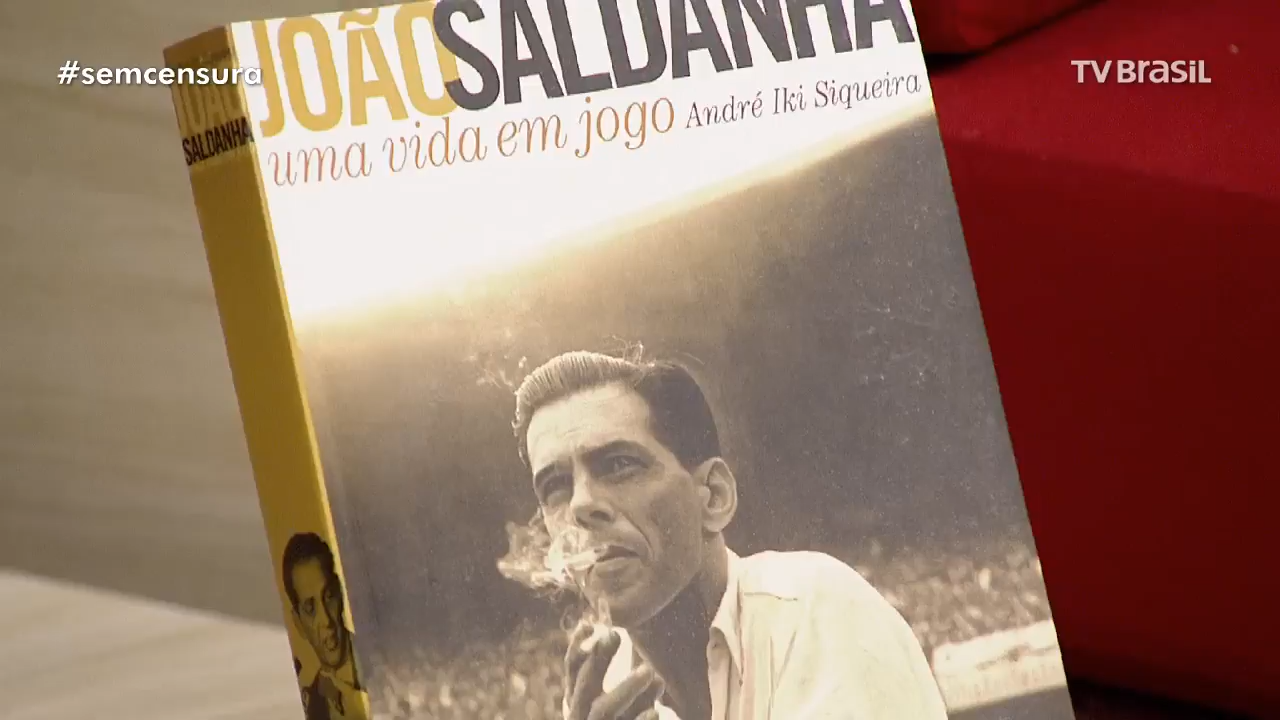 #semcensura
TV BRASIL
JOÃO SALDANHA
uma vida em jogo André Iki Siqueira
JOÃO
SALDANHA